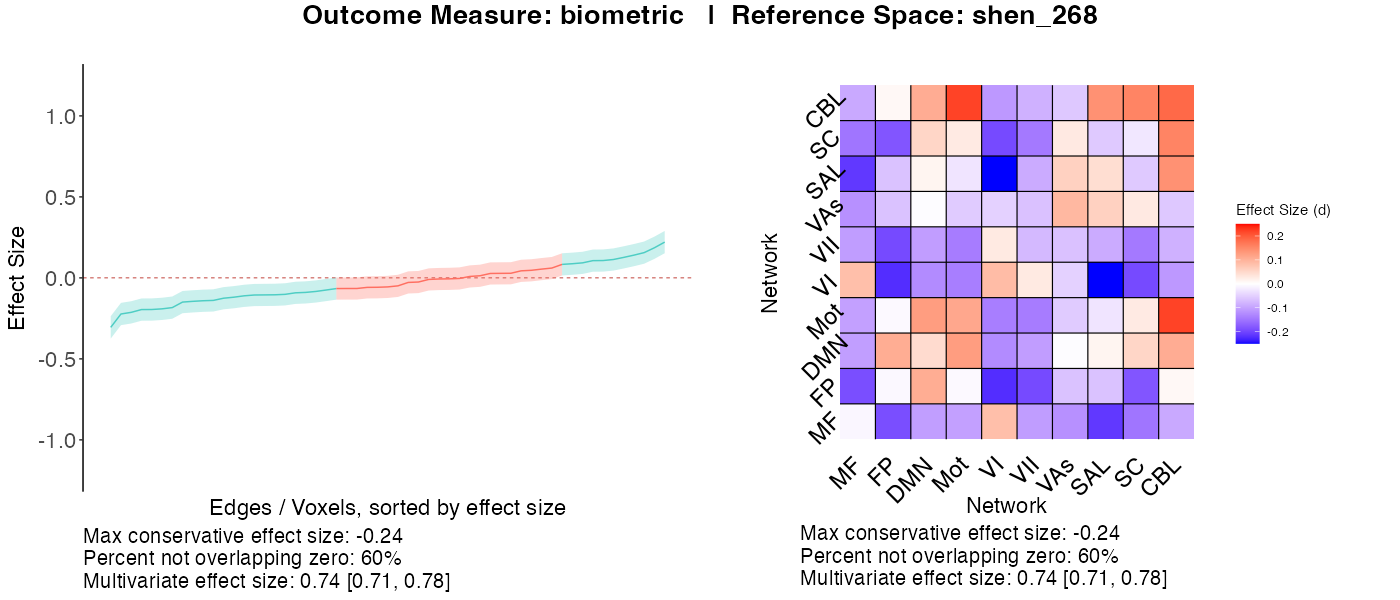 Outcome Measure: biometric | Reference Space: shen_268
Effect Size
1.0
0.5
0.0
-0.5
-1.0
Edges / Voxels, sorted by effect size
Max conservative effect size: -0.24
Percent not overlapping zero: 60%
Multivariate effect size: 0.74 [0.71, 0.78]
Network
CBL
SC
SAL
VAs
VII
VI
Mot
DMN
FP
MF
MF
FP
DMN
Mot
VI
VII
VAs
SAL
SC
CBL
Network
Max conservative effect size: -0.24
Percent not overlapping zero: 60%
Multivariate effect size: 0.74 [0.71, 0.78]
Effect Size (d)
0.2
0.1
0.0
-0.1
-0.2